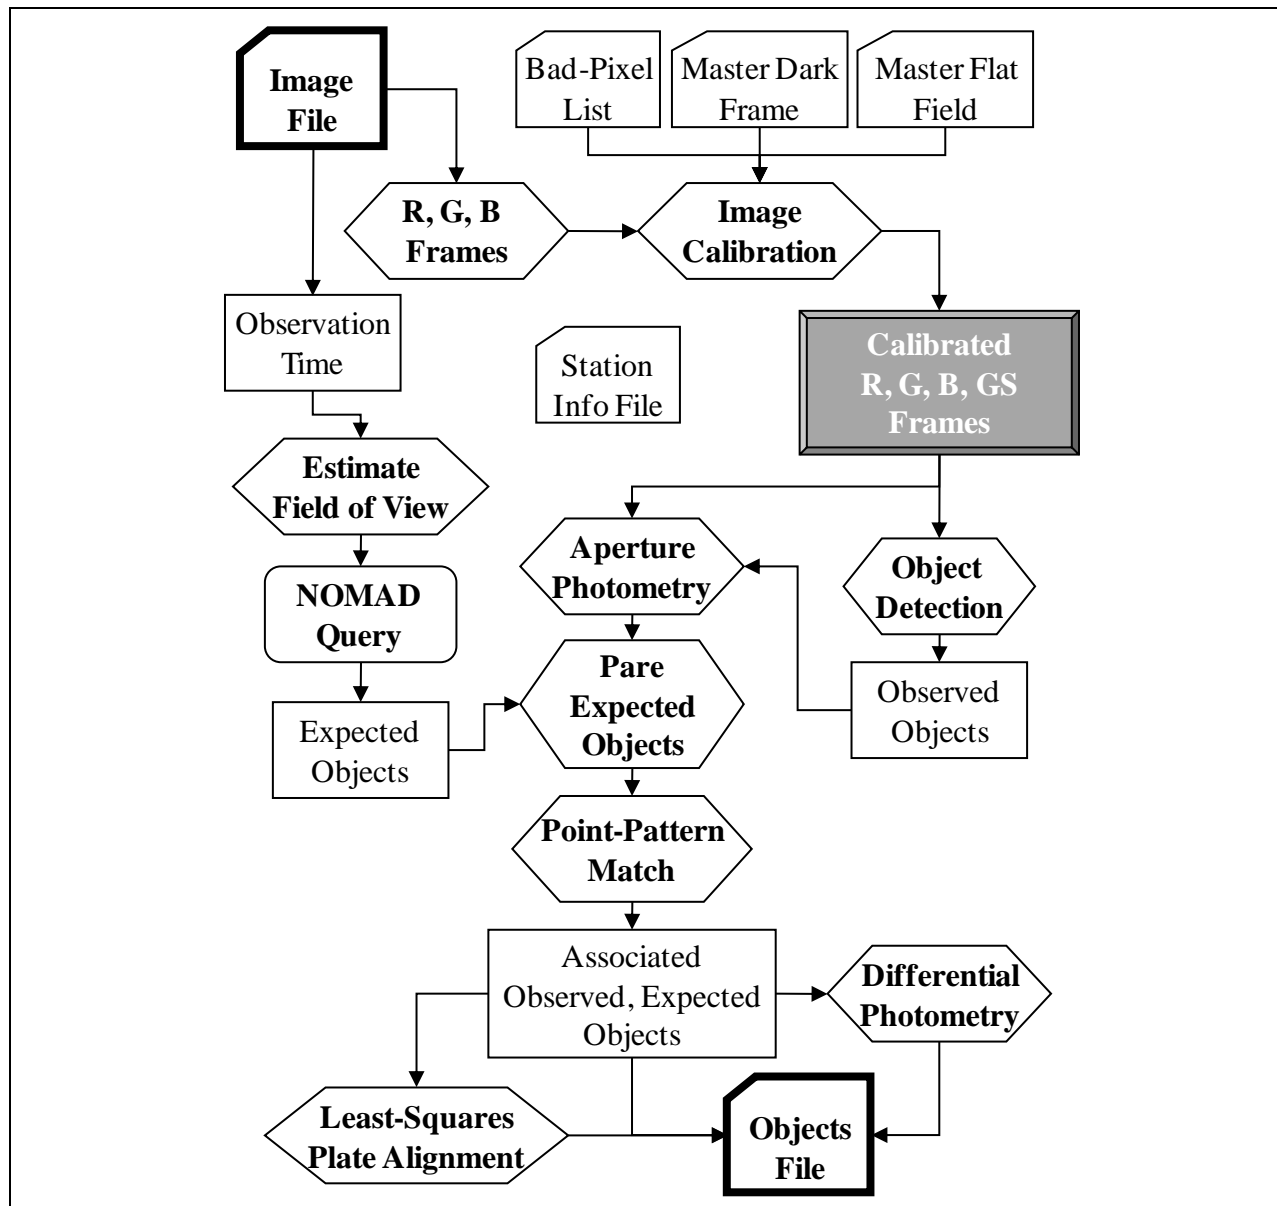 Image
File
Bad-Pixel
List
Master Dark
Frame
Master Flat
Field
R, G, B
Frames
Image
Calibration
Observation
Time
Station
Info File
Calibrated
R, G, B, GS
Frames
Estimate
Field of View
Aperture
Photometry
Object
Detection
NOMAD
Query
Pare
Expected
Objects
Observed
Objects
Expected
Objects
Point-Pattern
Match
Associated
Observed, Expected
Objects
Differential
Photometry
Least-Squares
Plate Alignment
Objects
File